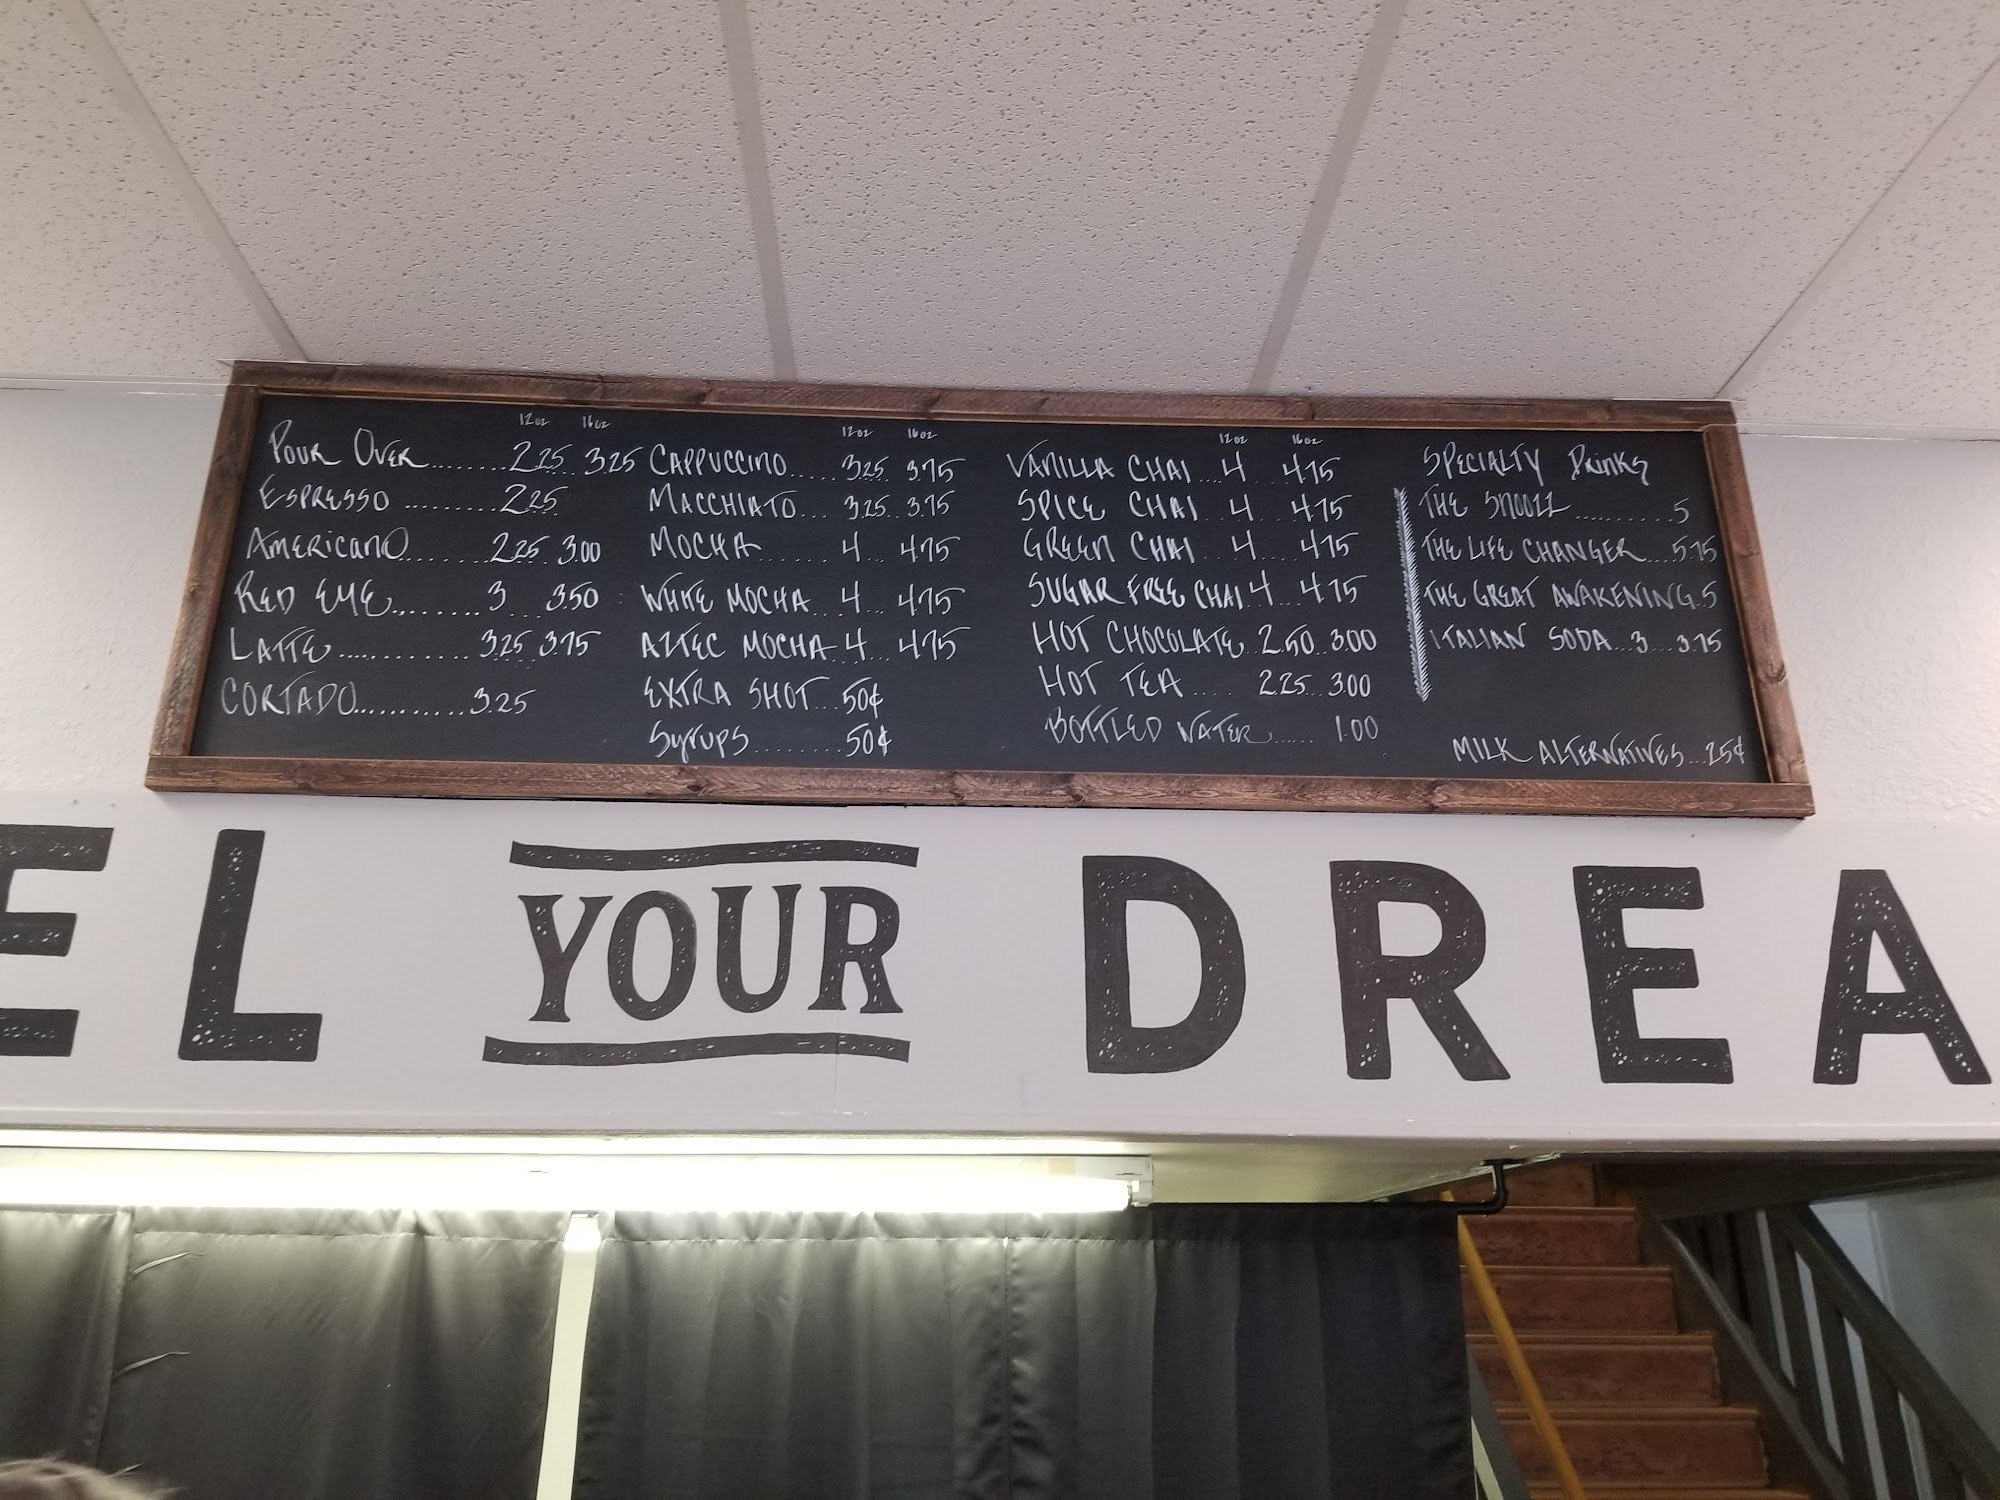 12oz 16oz
Pour Over........2.25 3.25
Espresso .........2.25
Americano......2.25 3.00
Red Eye.........3...3.50
Latte............3.25..3.75
Cortado...........3.25
12oz 16oz
Cappuccino....3.25..3.75
Macchiato...3.25..3.75
Mocha.......4...4.75
White Mocha...4...4.75
Aztec Mocha..4...4.75
Extra Shot...50¢
Syrups........50¢
12oz 16oz
Vanilla Chai...4...4.75
Spice Chai..4...4.75
Green Chai..4...4.75
Sugar Free Chai.4...4.75
Hot Chocolate..2.50..3.00
Hot Tea....2.25...3.00
Bottled Water......1.00
Specialty Drinks
The Snoozz.........5
The Life Changer....5.75
The Great Awakening.5
Italian Soda...3...3.75
Milk Alternatives...25¢
EL YOUR DREA